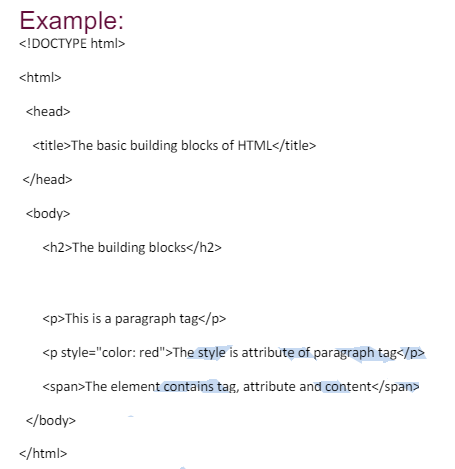 Example:
<!DOCTYPE html>
<html>
<head>
<title>The basic building blocks of HTML</title>
</head>
<body>
<h2>The building blocks</h2>
<p>This is a paragraph tag</p>
<p style="color: red">The style is attribute of paragraph tag</p>
<span>The element contains tag, attribute and content</span>
</body>
</html>